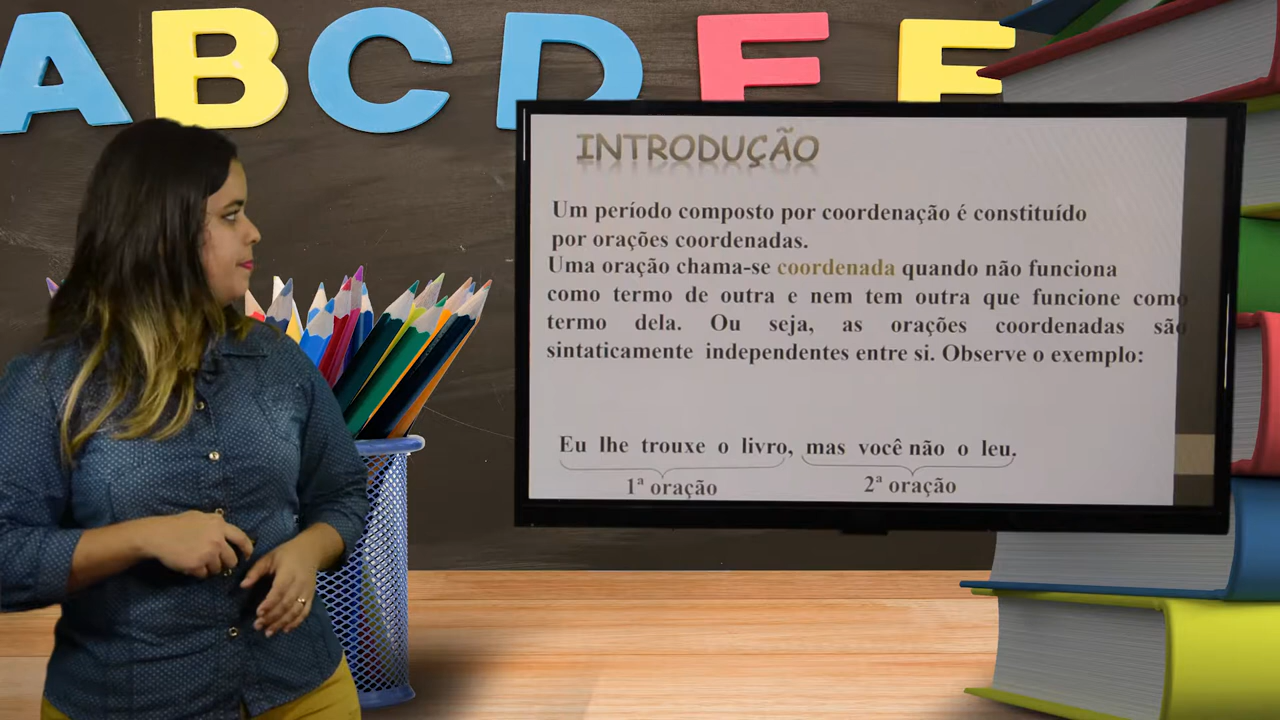 A B C D E E
INTRODUÇÃO
Um período composto por coordenação é constituído
por orações coordenadas.
Uma oração chama-se coordenada quando não funciona
como termo de outra e nem tem outra que funcione como
termo dela. Ou seja, as orações coordenadas são
sintaticamente independentes entre si. Observe o exemplo:
Eu lhe trouxe o livro, mas você não o leu.
1ª oração 2ª oração